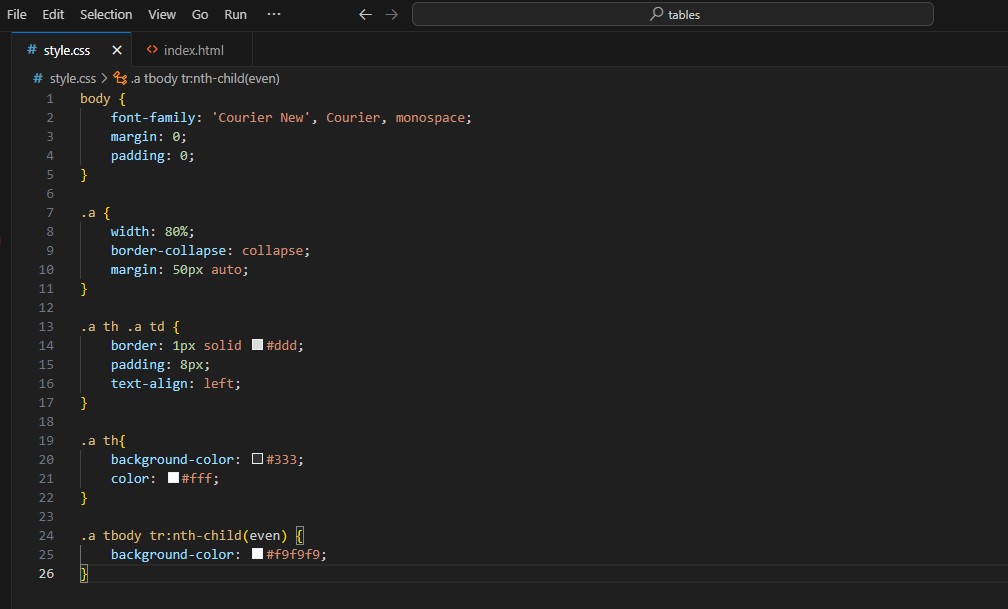 File Edit Selection View Go Run ··· ← → tables
# style.css × <> index.html
# style.css > .a tbody tr:nth-child(even)
1 body {
2     font-family: 'Courier New', Courier, monospace;
3     margin: 0;
4     padding: 0;
5 }
6
7 .a {
8     width: 80%;
9     border-collapse: collapse;
10     margin: 50px auto;
11 }
12
13 .a th .a td {
14     border: 1px solid #ddd;
15     padding: 8px;
16     text-align: left;
17 }
18
19 .a th{
20     background-color: #333;
21     color: #fff;
22 }
23
24 .a tbody tr:nth-child(even) {
25     background-color: #f9f9f9;
26 }